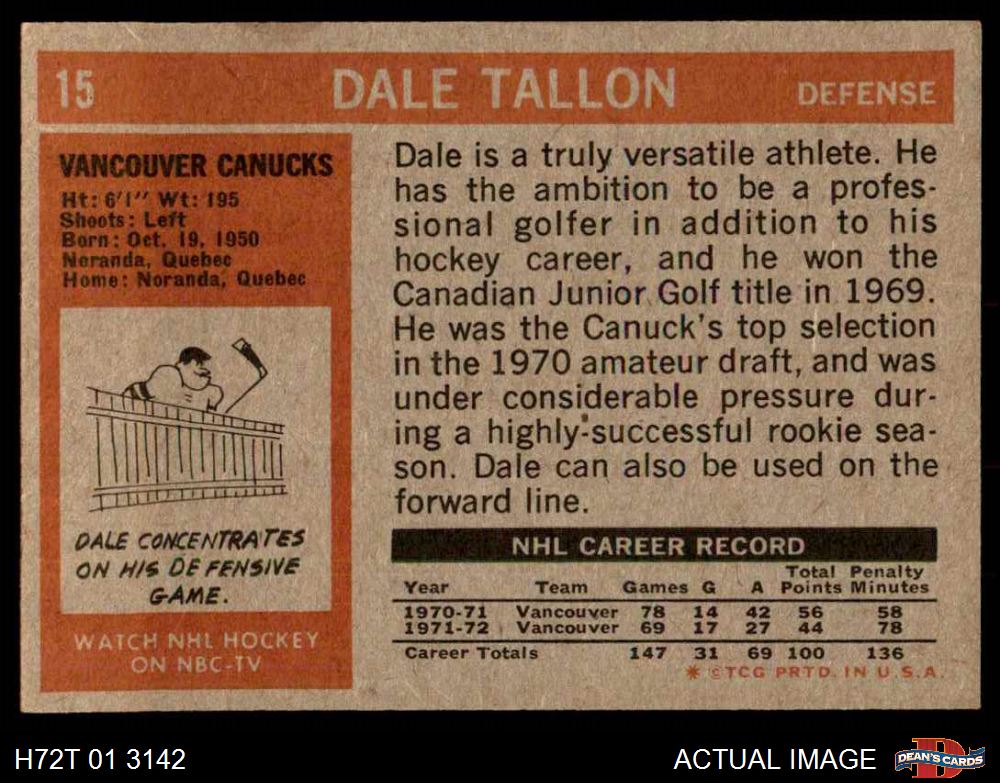 15 DALE TALLON DEFENSE
VANCOUVER CANUCKS
Ht: 6'1" Wt: 195
Shoots: Left
Born: Oct. 19, 1950
Noranda, Quebec
Home: Noranda, Quebec
DALE CONCENTRATES
ON HIS DEFENSIVE
GAME.
WATCH NHL HOCKEY
ON NBC-TV
Dale is a truly versatile athlete. He
has the ambition to be a profes-
sional golfer in addition to his
hockey career, and he won the
Canadian Junior Golf title in 1969.
He was the Canuck's top selection
in the 1970 amateur draft, and was
under considerable pressure dur-
ing a highly-successful rookie sea-
son. Dale can also be used on the
forward line.
NHL CAREER RECORD
Total Penalty
Year Team Games G A Points Minutes
1970-71 Vancouver 78 14 42 56 58
1971-72 Vancouver 69 17 27 44 78
Career Totals 147 31 69 100 136
* © TCG PRTD. IN U.S.A.
H72T 01 3142 ACTUAL IMAGE
D
DEAN'S CARDS